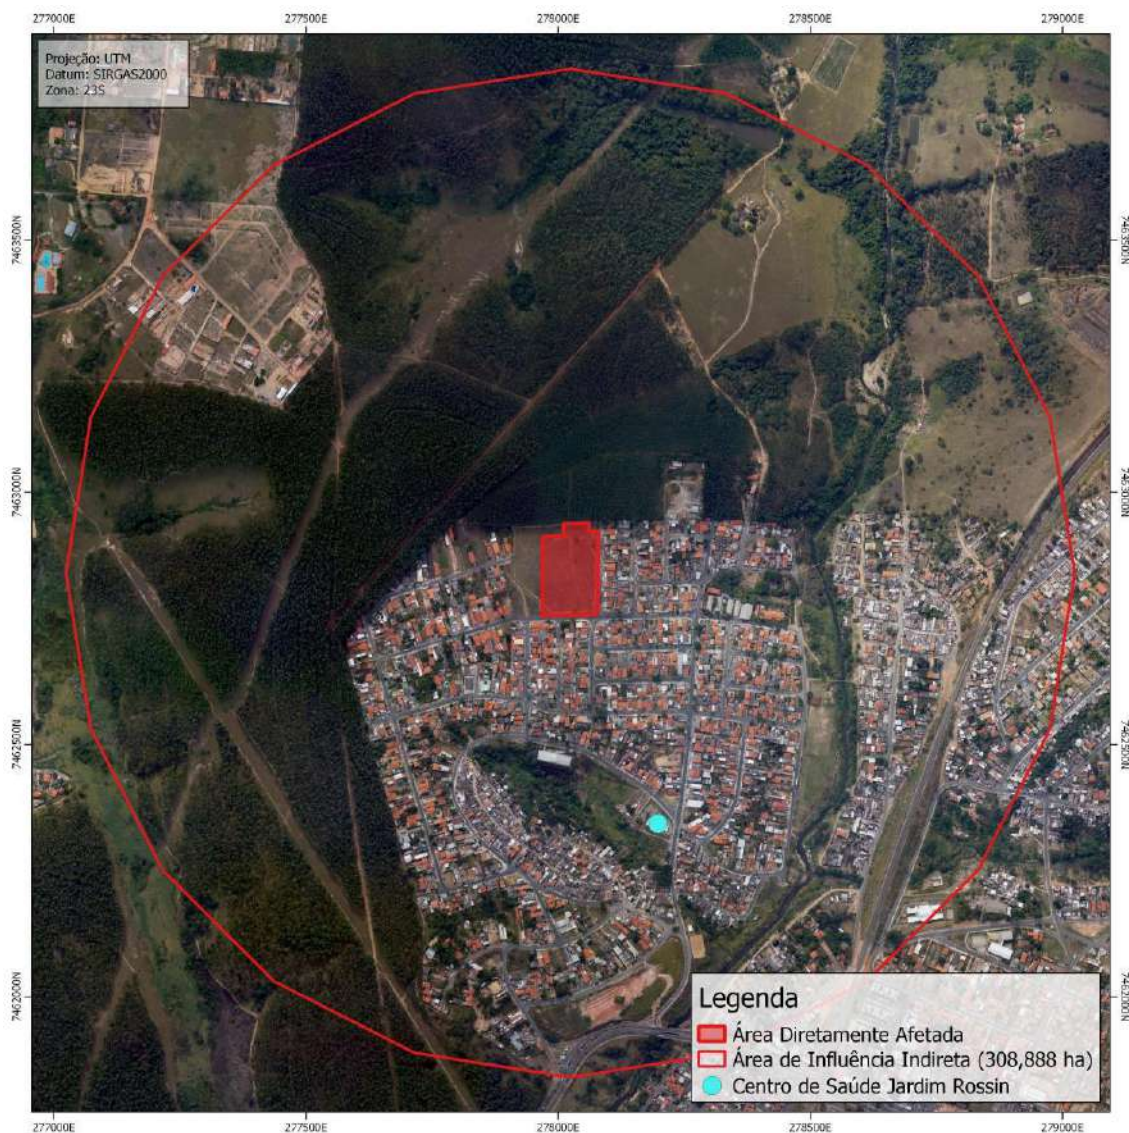 277000E
277500E
278000E
278500E
279000E
Projeção: UTM
Datum: SIRGAS2000
Zona: 23S
7463500N
7463500N
7463000N
7463000N
7462500N
7462500N
7462000N
7462000N
Legenda
Área Diretamente Afetada
Área de Influência Indireta (308,888 ha)
Centro de Saúde Jardim Rossin
277000E
277500E
278000E
278500E
279000E